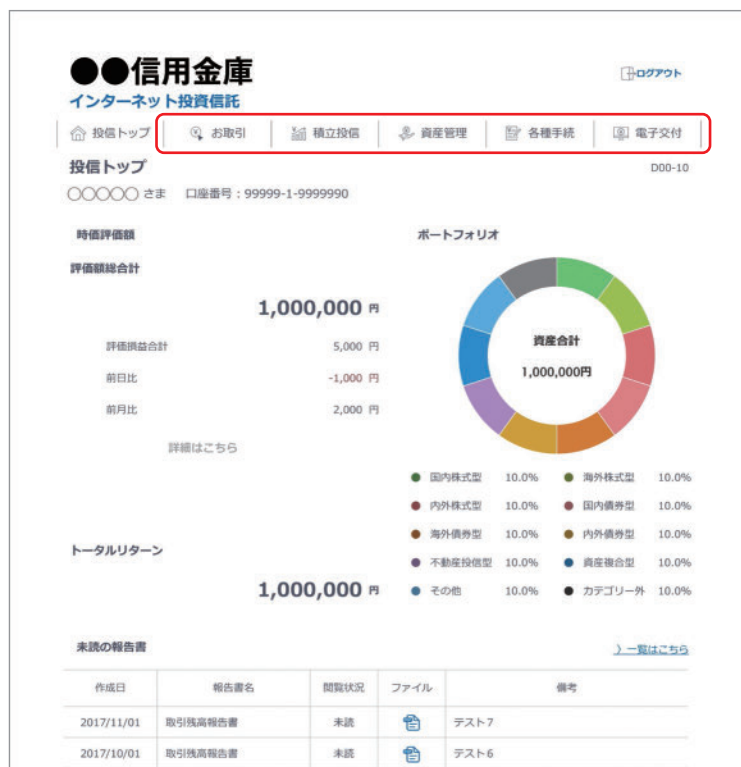 ●●信用金庫
ログアウト
インターネット投資信託
投信トップ お取引 積立投信 資産管理 各種手続 電子交付
投信トップ
D00-10
○○○○○ さま 口座番号：99999-1-9999990
時価評価額
評価額総合計
1,000,000 円
評価損益合計 5,000 円
前日比 -1,000 円
前月比 2,000 円
詳細はこちら
トータルリターン
1,000,000 円
ポートフォリオ
資産合計
1,000,000円
国内株式型 10.0% 海外株式型 10.0%
内外株式型 10.0% 国内債券型 10.0%
海外債券型 10.0% 内外債券型 10.0%
不動産投信型 10.0% 資産複合型 10.0%
その他 10.0% カテゴリー外 10.0%
未読の報告書
〉一覧はこちら
作成日 報告書名 閲覧状況 ファイル 備考
2017/11/01 取引残高報告書 未読 テスト7
2017/10/01 取引残高報告書 未読 テスト6